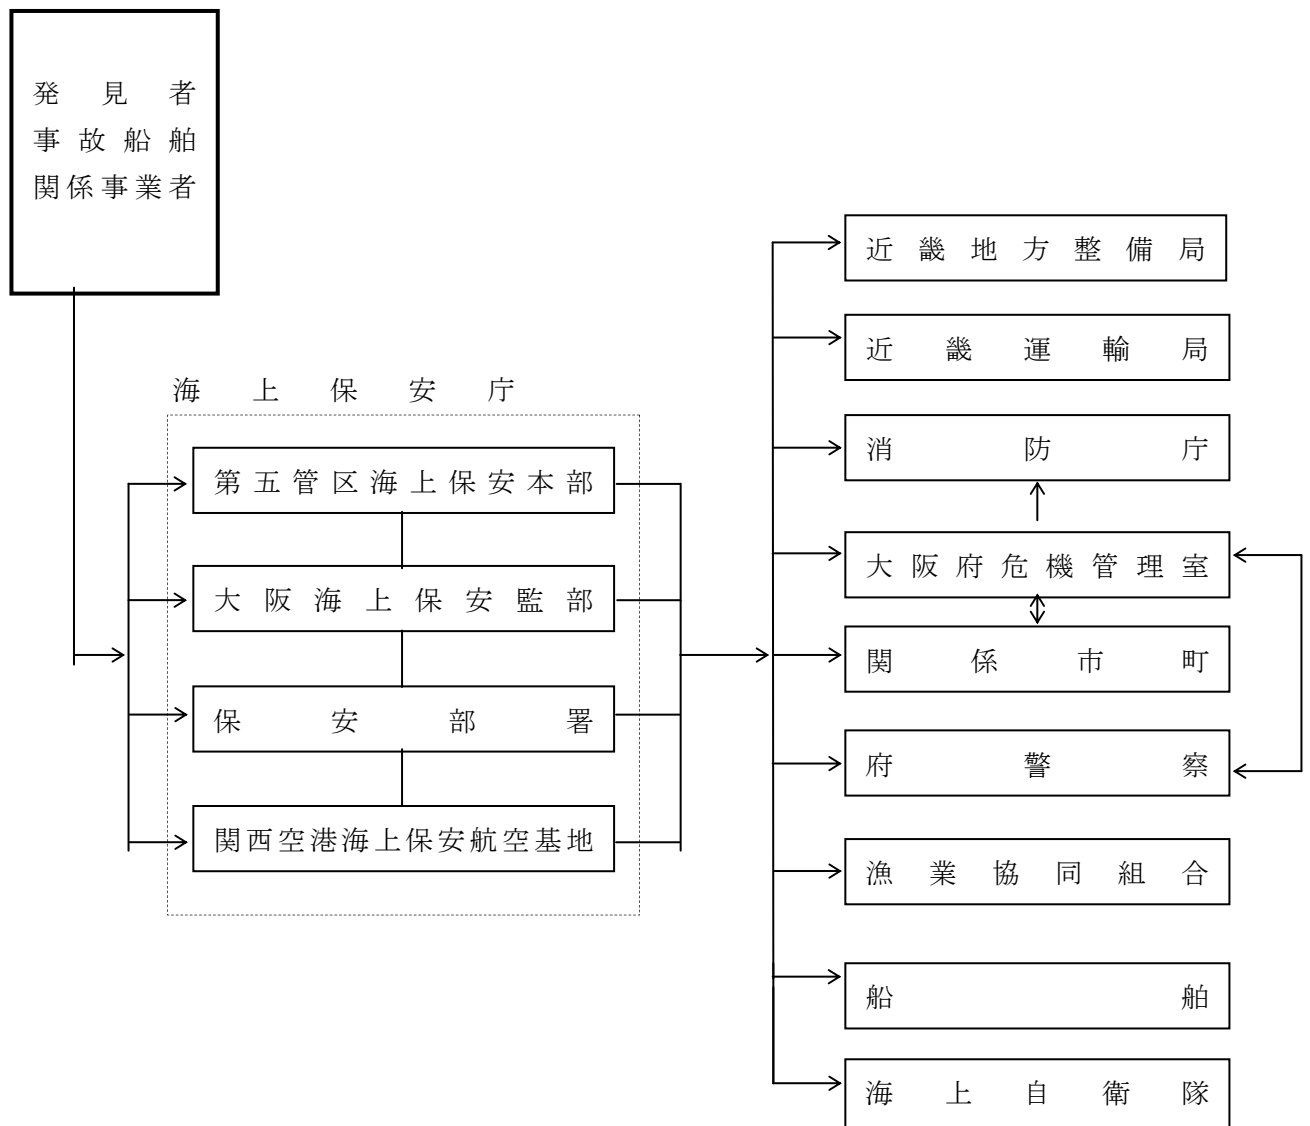 発見者
事故船舶
関係事業者
海上保安庁
第五管区海上保安本部
大阪海上保安監部
保安部署
関西空港海上保安航空基地
近畿地方整備局
近畿運輸局
消防庁
大阪府危機管理室
関係市町
府警察
漁業協同組合
船舶
海上自衛隊